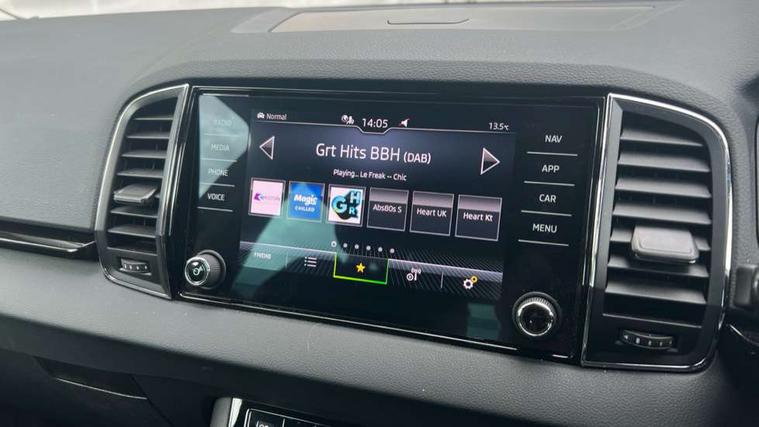 Normal
14:05
13.5°C
RADIO
MEDIA
PHONE
VOICE
Grt Hits BBH (DAB)
Playing... Le Freak -- Chic
Magic
CHILLED
GHR
Abs80s S
Heart UK
Heart Kt
NAV
APP
CAR
MENU